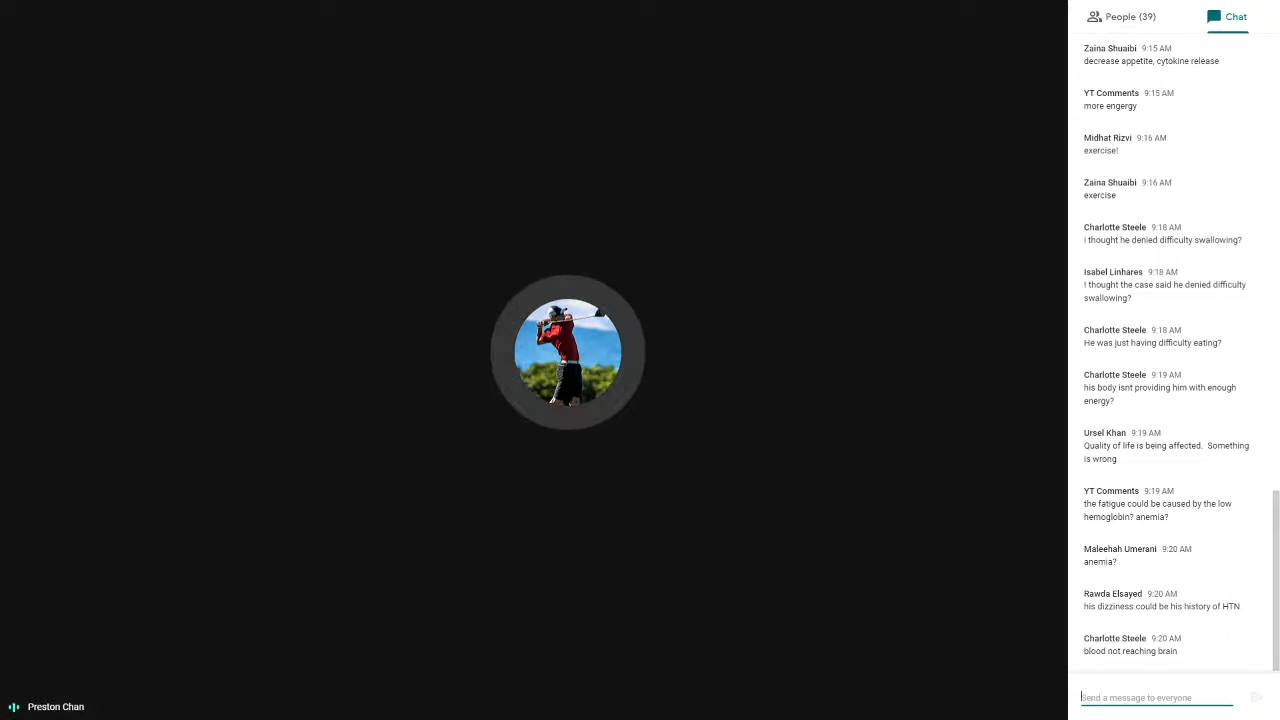 People (39)
Chat
Zaina Shuaibi 9:15 AM
decrease appetite, cytokine release
YT Comments 9:15 AM
more engergy
Midhat Rizvi 9:16 AM
exercise!
Zaina Shuaibi 9:16 AM
exercise
Charlotte Steele 9:18 AM
i thought he denied difficulty swallowing?
Isabel Linhares 9:18 AM
I thought the case said he denied difficulty
swallowing?
Charlotte Steele 9:18 AM
He was just having difficulty eating?
Charlotte Steele 9:19 AM
his body isnt providing him with enough
energy?
Ursel Khan 9:19 AM
Quality of life is being affected. Something
is wrong
YT Comments 9:19 AM
the fatigue could be caused by the low
hemoglobin? anemia?
Maleehah Umerani 9:20 AM
anemia?
Rawda Elsayed 9:20 AM
his dizziness could be his history of HTN
Charlotte Steele 9:20 AM
blood not reaching brain
Send a message to everyone
Preston Chan